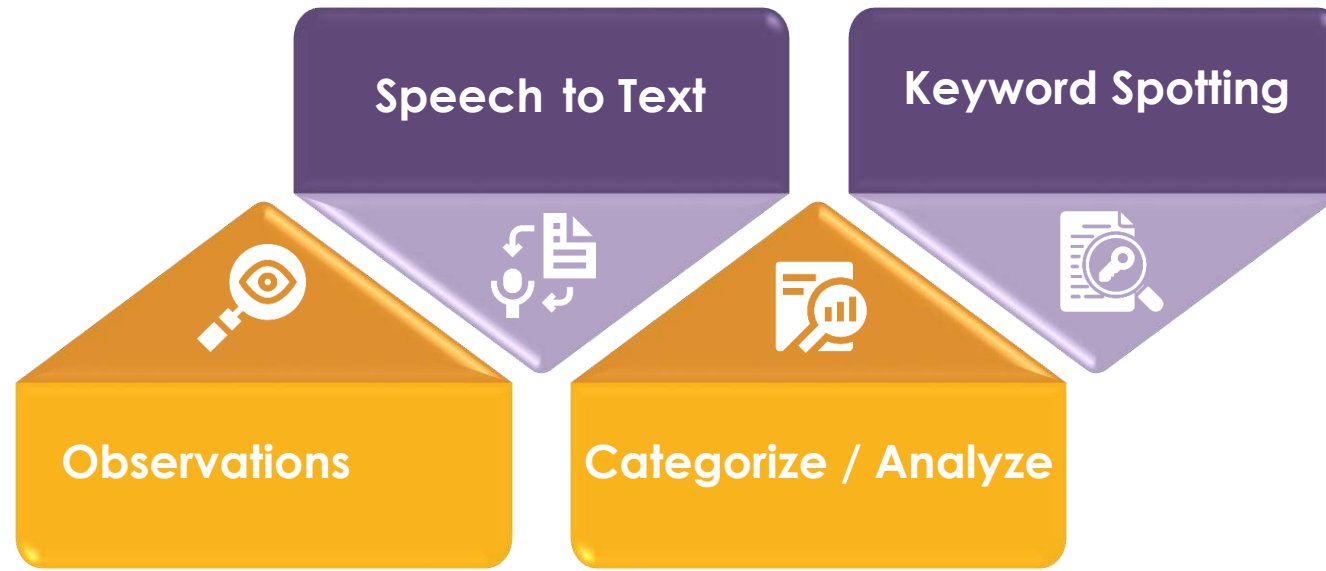 Speech to Text
Keyword Spotting
Observations
Categorize / Analyze